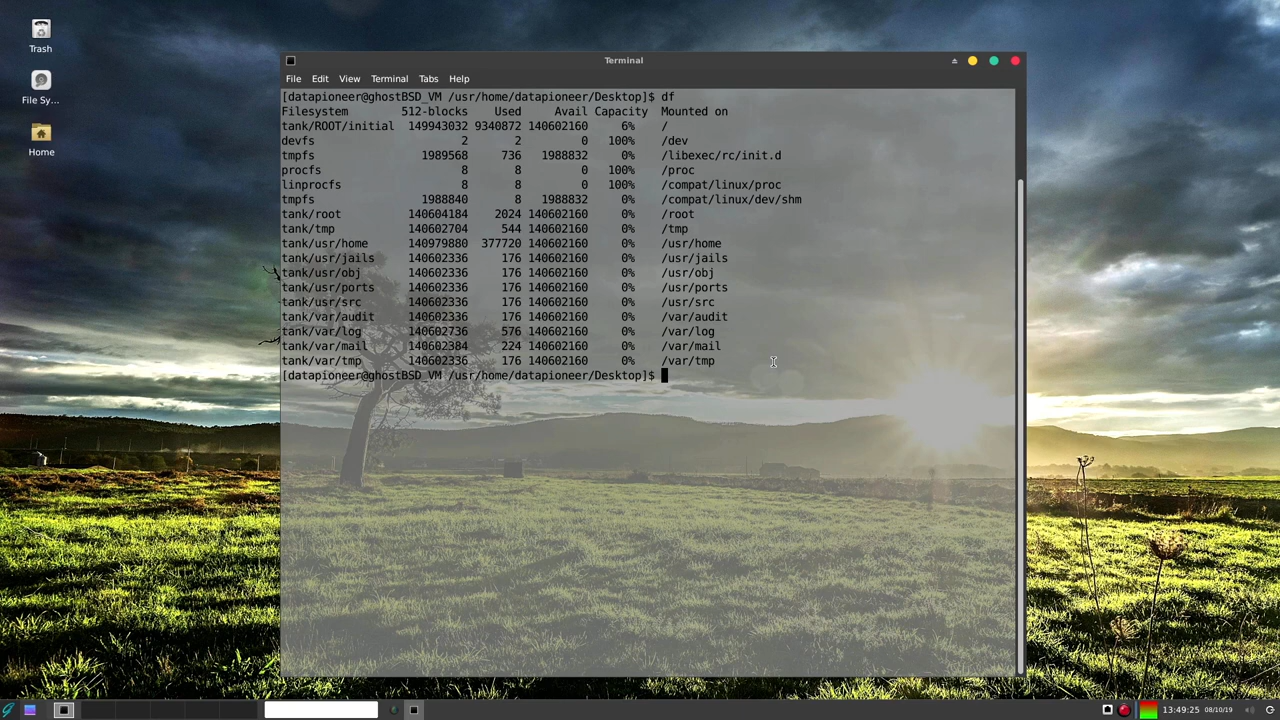 Trash
File Sy...
Home
Terminal
File Edit View Terminal Tabs Help
[datapioneer@ghostBSD_VM /usr/home/datapioneer/Desktop]$ df
Filesystem 512-blocks Used Avail Capacity Mounted on
tank/ROOT/initial 149943032 9340872 140602160 6% /
devfs 2 2 0 100% /dev
tmpfs 1989568 736 1988832 0% /libexec/rc/init.d
procfs 8 8 0 100% /proc
linprocfs 8 8 0 100% /compat/linux/proc
tmpfs 1988840 8 1988832 0% /compat/linux/dev/shm
tank/root 140604184 2024 140602160 0% /root
tank/tmp 140602704 544 140602160 0% /tmp
tank/usr/home 140979880 377720 140602160 0% /usr/home
tank/usr/jails 140602336 176 140602160 0% /usr/jails
tank/usr/obj 140602336 176 140602160 0% /usr/obj
tank/usr/ports 140602336 176 140602160 0% /usr/ports
tank/usr/src 140602336 176 140602160 0% /usr/src
tank/var/audit 140602336 176 140602160 0% /var/audit
tank/var/log 140602736 576 140602160 0% /var/log
tank/var/mail 140602384 224 140602160 0% /var/mail
tank/var/tmp 140602336 176 140602160 0% /var/tmp
[datapioneer@ghostBSD_VM /usr/home/datapioneer/Desktop]$
13:49:25 08/10/19